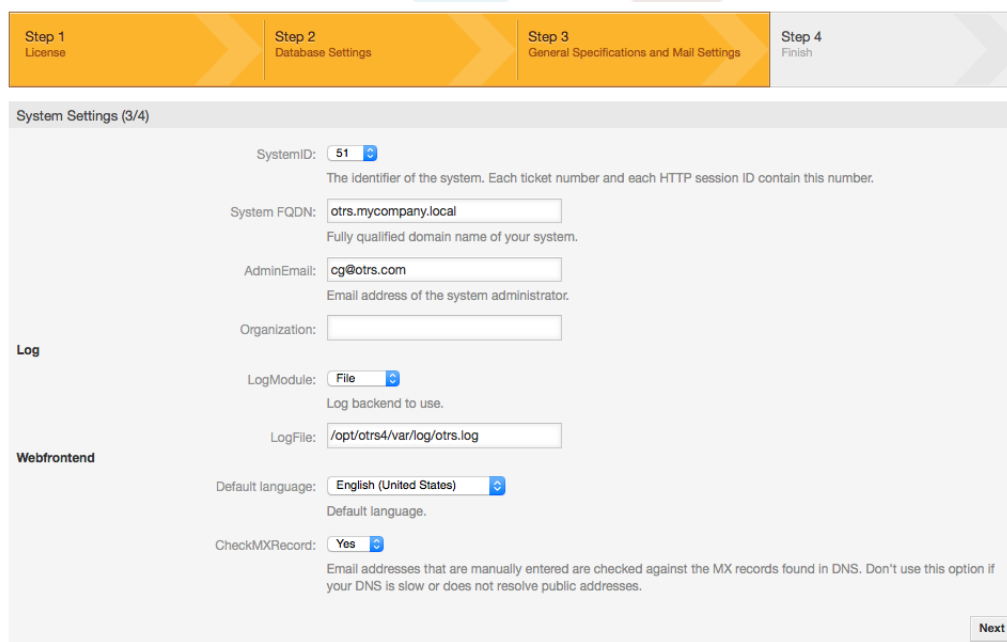 Step 1
License
Step 2
Database Settings
Step 3
General Specifications and Mail Settings
Step 4
Finish
System Settings (3/4)
SystemID: 51
The identifier of the system. Each ticket number and each HTTP session ID contain this number.
System FQDN: otrs.mycompany.local
Fully qualified domain name of your system.
AdminEmail: cg@otrs.com
Email address of the system administrator.
Organization:
Log
LogModule: File
Log backend to use.
LogFile: /opt/otrs4/var/log/otrs.log
Webfrontend
Default language: English (United States)
Default language.
CheckMXRecord: Yes
Email addresses that are manually entered are checked against the MX records found in DNS. Don't use this option if
your DNS is slow or does not resolve public addresses.
Next